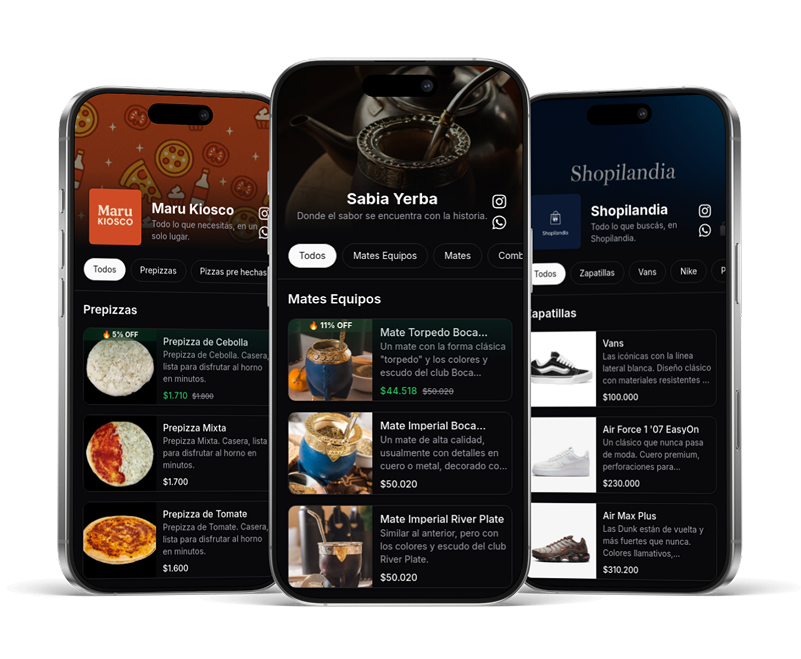 Maru
KIOSCO
Maru Kiosco
Todo lo que necesitas, en un
solo lugar.
Todos
Prepizzas
Pizzas pre hechas
Prepizzas
🔥 5% OFF
Prepizza de Cebolla
Prepizza de Cebolla. Casera,
lista para disfrutar al horno
en minutos.
$1.710 $1.800
Prepizza Mixta
Prepizza Mixta. Casera, lista
para disfrutar al horno en
minutos.
$1.700
Prepizza de Tomate
Prepizza de Tomate. Casera,
lista para disfrutar al horno
en minutos.
$1.600
Sabia Yerba
Donde el sabor se encuentra con la historia.
Todos
Mates Equipos
Mates
Comb
Mates Equipos
🔥 11% OFF
Mate Torpedo Boca...
Un mate con la forma clásica
"torpedo" y los colores y
escudo del club Boca...
$44.518 $50.020
Mate Imperial Boca...
Un mate de alta calidad,
usualmente con detalles en
cuero o metal, decorado co...
$50.020
Mate Imperial River Plate
Similar al anterior, pero con
los colores y escudo del club
River Plate.
$50.020
Shopilandia
Shopilandia
Shopilandia
Todo lo que buscás, en
Shopilandia.
Todos
Zapatillas
Vans
Nike
P
Zapatillas
Vans
Las icónicas con la línea
lateral blanca. Diseño clásico
con materiales resistentes ...
$100.000
Air Force 1 '07 EasyOn
Un clásico que nunca pasa
de moda. Cuero premium,
perforaciones para...
$230.000
Air Max Plus
Las Dunk están de vuelta y
más fuertes que nunca.
Colores llamativos,...
$310.200